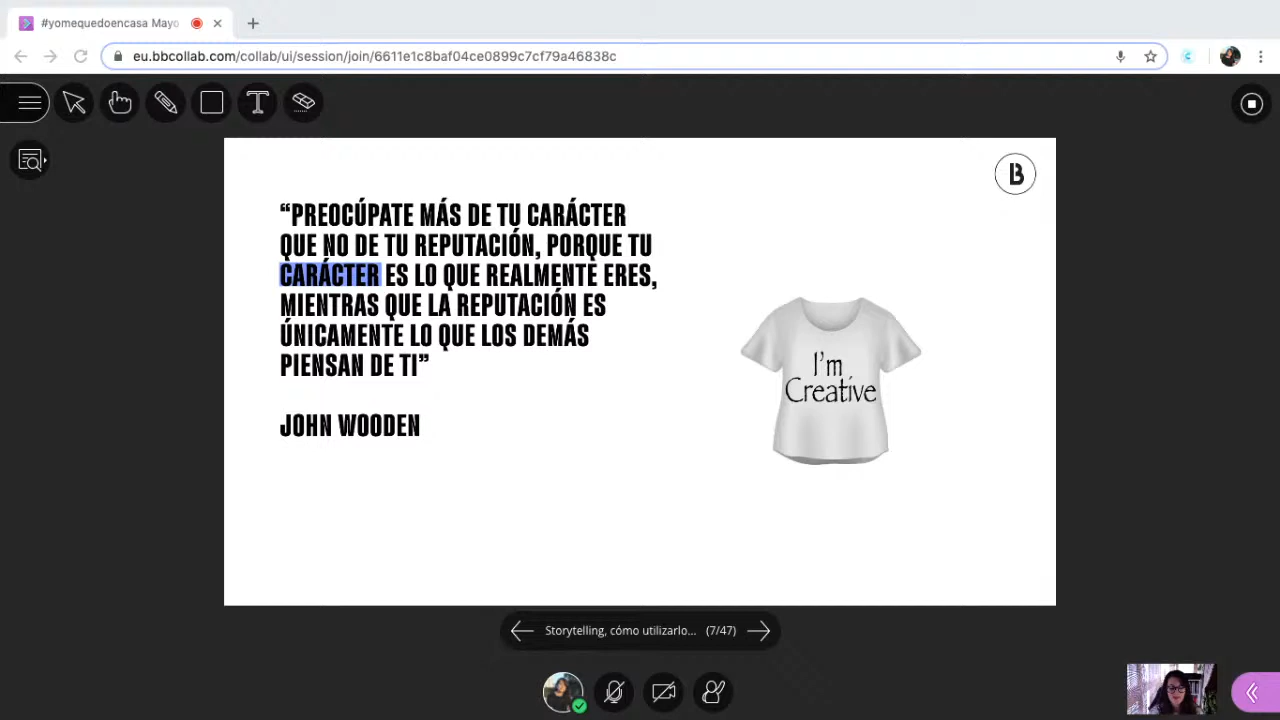 #yomequedoencasa Mayo
eu.bbcollab.com/collab/ui/session/join/6611e1c8baf04ce0899c7cf79a46838c
B
“PREOCÚPATE MÁS DE TU CARÁCTER
QUE NO DE TU REPUTACIÓN, PORQUE TU
CARÁCTER ES LO QUE REALMENTE ERES,
MIENTRAS QUE LA REPUTACIÓN ES
ÚNICAMENTE LO QUE LOS DEMÁS
PIENSAN DE TI”
JOHN WOODEN
I'm
Creative
Storytelling, cómo utilizarlo... (7/47)